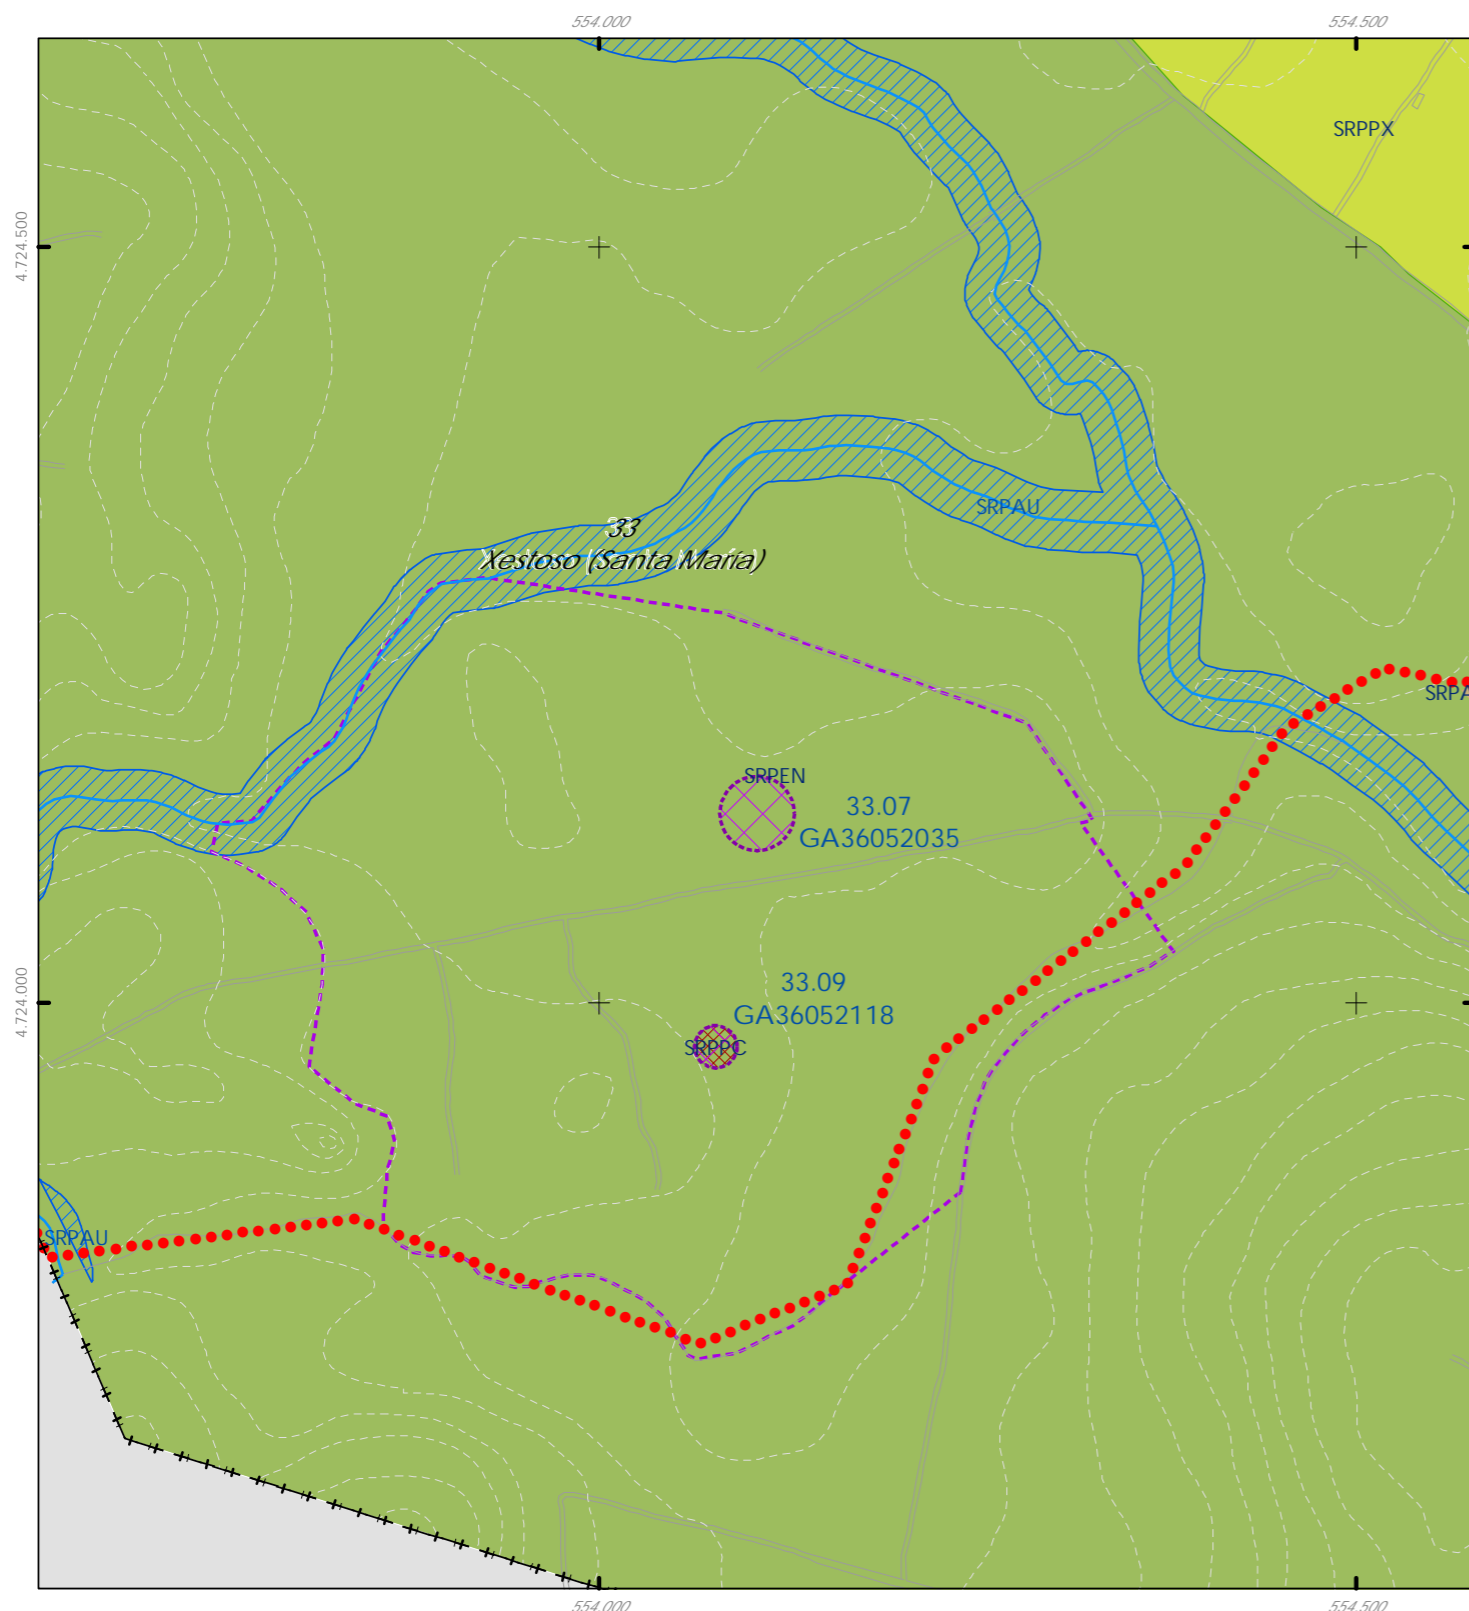 554.000
554.500
SRPPX
4.724.500
SRPAU
33
Xestoso (Santa María)
SRPA
SRPEN
33.07
GA36052035
33.09
GA36052118
4.724.000
SRPPC
SRPAU
554.000
554.500